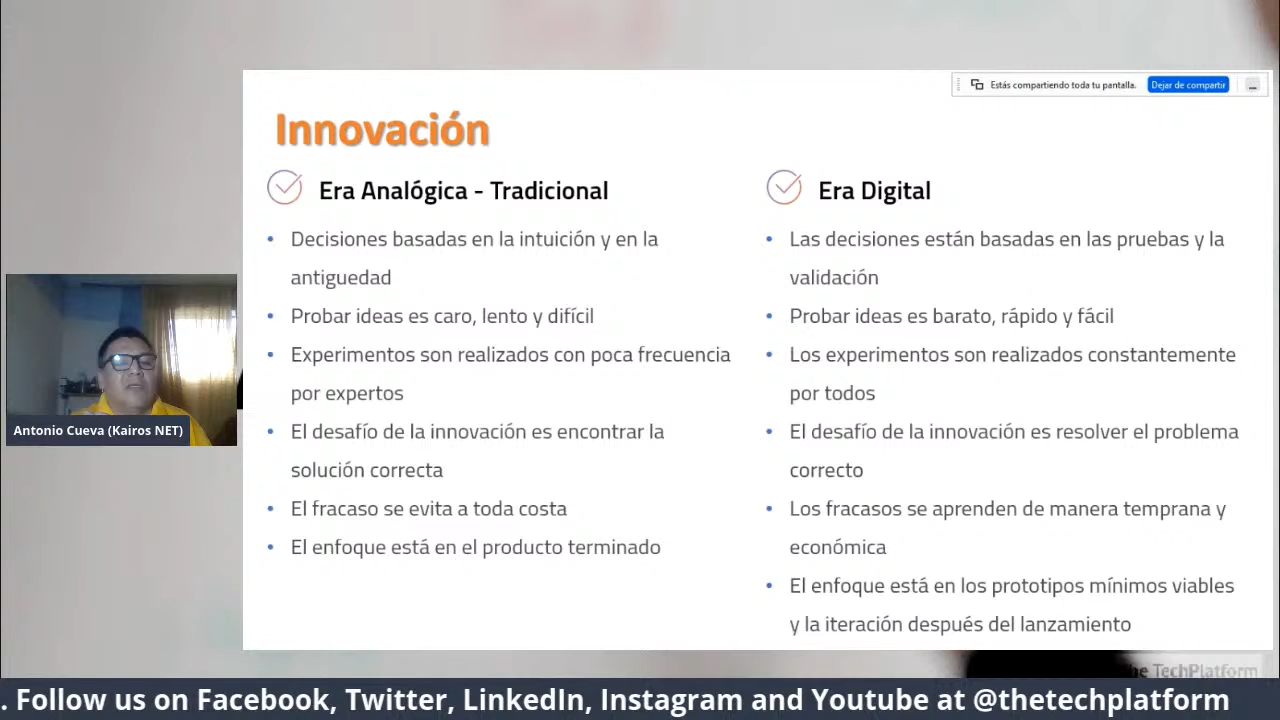 Estás compartiendo toda tu pantalla.
Dejar de compartir
Innovación
Era Analógica - Tradicional
Decisiones basadas en la intuición y en la
antiguedad
Probar ideas es caro, lento y difícil
Experimentos son realizados con poca frecuencia
por expertos
El desafío de la innovación es encontrar la
solución correcta
El fracaso se evita a toda costa
El enfoque está en el producto terminado
Era Digital
Las decisiones están basadas en las pruebas y la
validación
Probar ideas es barato, rápido y fácil
Los experimentos son realizados constantemente
por todos
El desafío de la innovación es resolver el problema
correcto
Los fracasos se aprenden de manera temprana y
económica
El enfoque está en los prototipos mínimos viables
y la iteración después del lanzamiento
Antonio Cueva (Kairos NET)
TechPlatform
. Follow us on Facebook, Twitter, LinkedIn, Instagram and Youtube at @thetechplatform